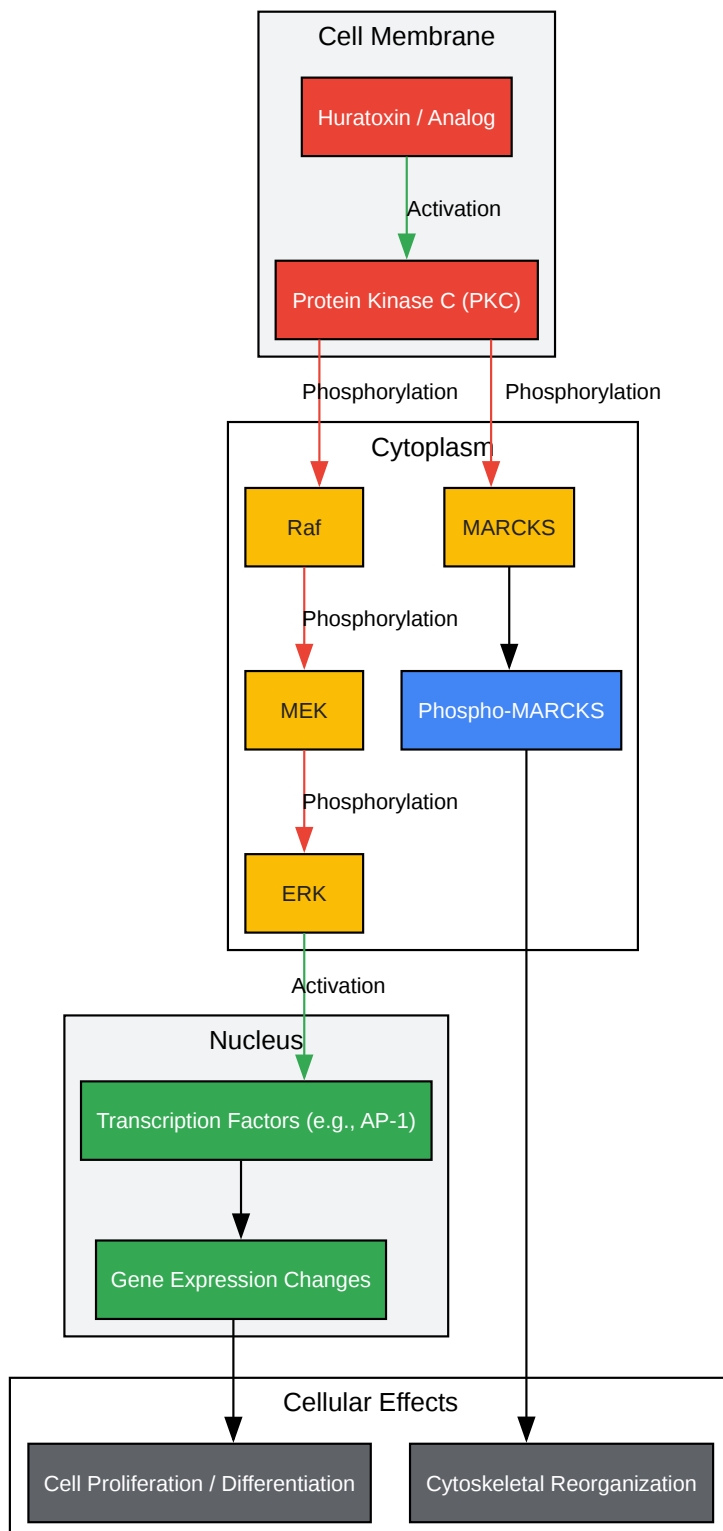 Cell Membrane
Huratoxin / Analog
Activation
Protein Kinase C (PKC)
Phosphorylation
Phosphorylation
Cytoplasm
Raf
MARCKS
Phosphorylation
MEK
Phospho-MARCKS
Phosphorylation
ERK
Activation
Nucleus
Transcription Factors (e.g., AP-1)
Gene Expression Changes
Cellular Effects
Cell Proliferation / Differentiation
Cytoskeletal Reorganization